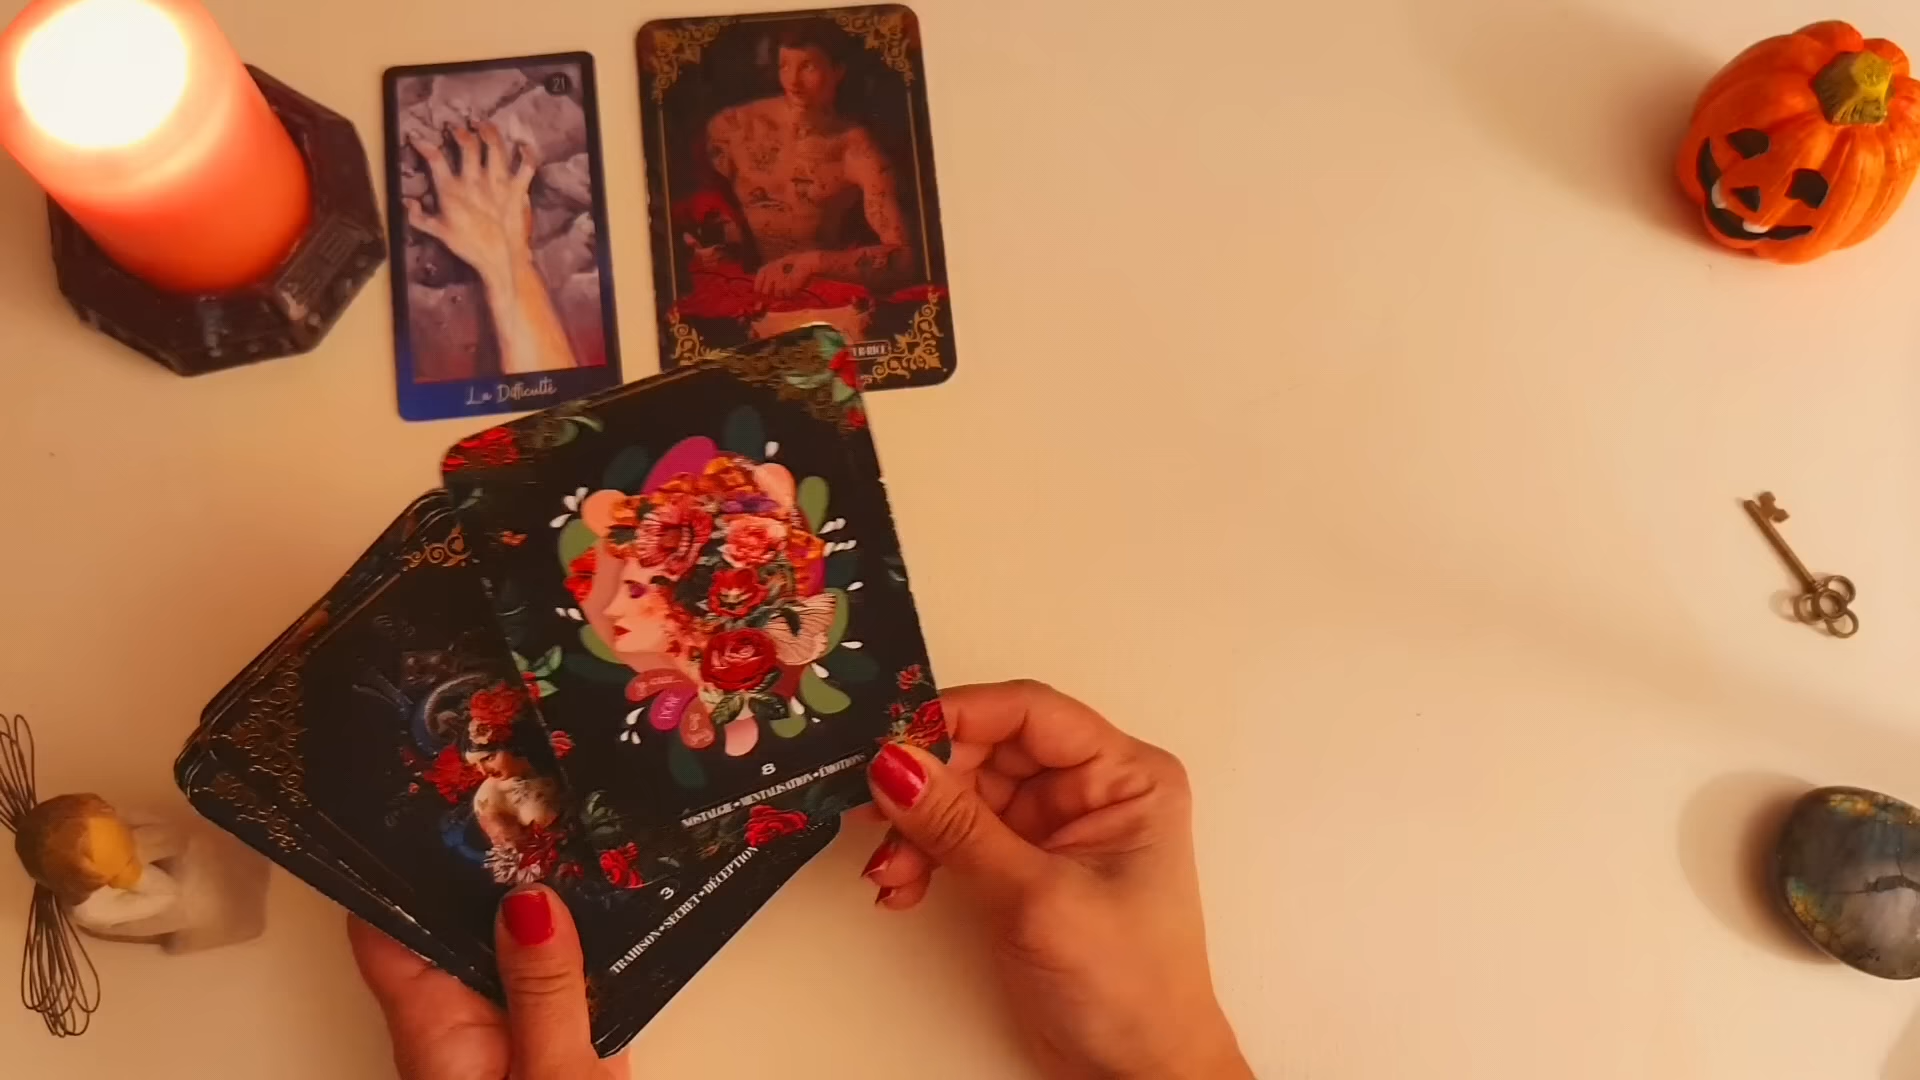 21
La Difficulté
8
NOSTALGIE•MENTALISATION•ÉMOTIONS
3
TRAHISON•SECRET•DÉCEPTION